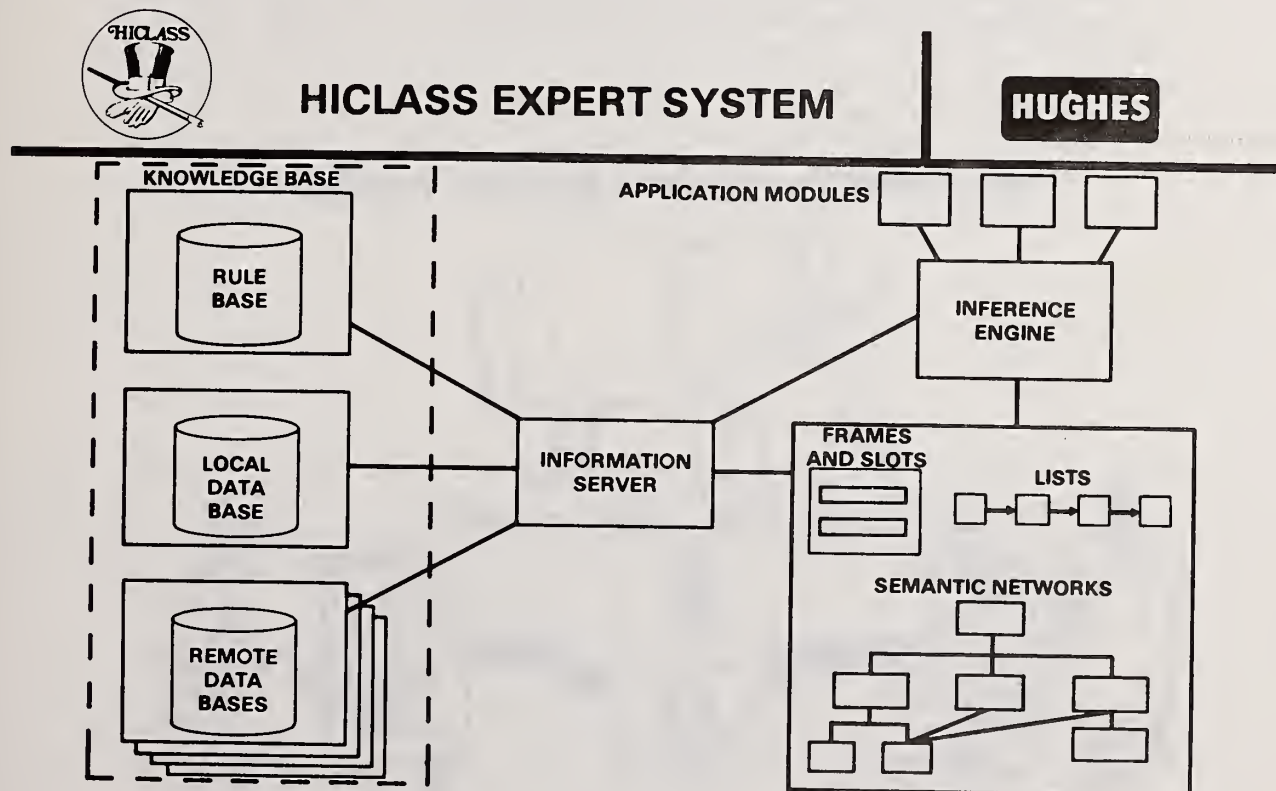 HICLASS
HICLASS EXPERT SYSTEM
HUGHES
KNOWLEDGE BASE
RULE
BASE
LOCAL
DATA
BASE
REMOTE
DATA
BASES
INFORMATION
SERVER
APPLICATION MODULES
INFERENCE
ENGINE
FRAMES
AND SLOTS
LISTS
SEMANTIC NETWORKS